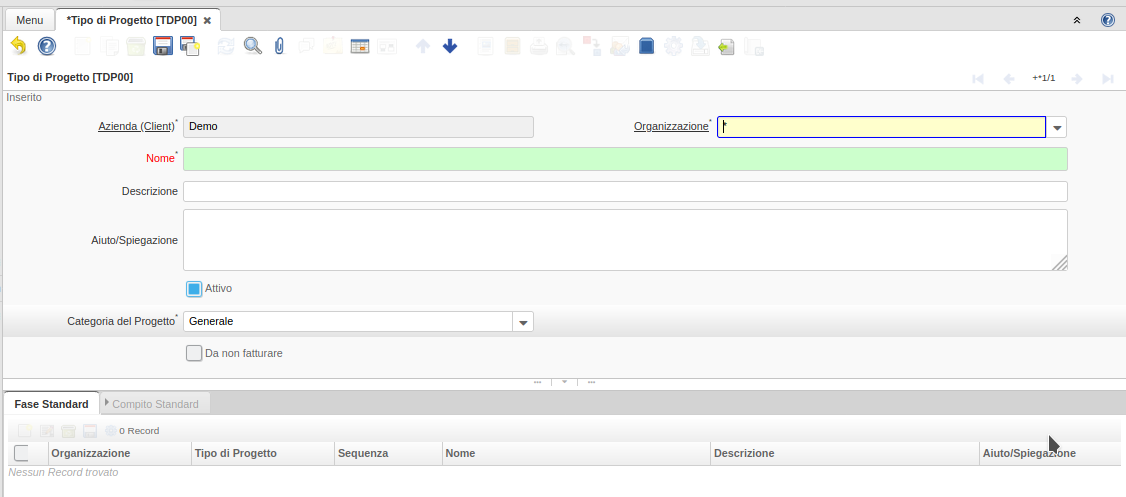 Menu
*Tipo di Progetto [TDP00]
Tipo di Progetto [TDP00]
+*1/1
Inserito
Azienda (Client)* Demo
Organizzazione* *
Nome*
Descrizione
Aiuto/Spiegazione
Attivo
Categoria del Progetto* Generale
Da non fatturare
Fase Standard
Compito Standard
0 Record
Organizzazione Tipo di Progetto Sequenza Nome Descrizione Aiuto/Spiegazione
Nessun Record trovato